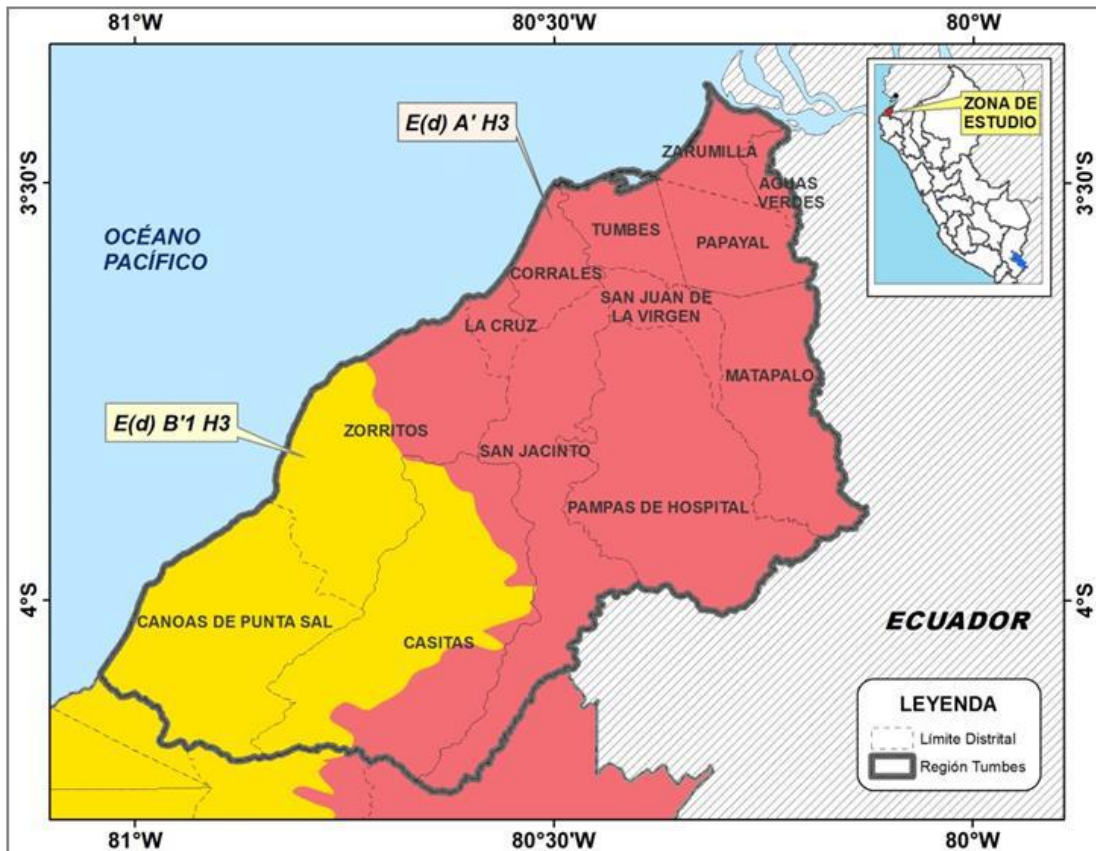 81°W
80°30'W
80°W
3°30'S
3°30'S
4°S
4°S
E(d) A' H3
ZONA DE
ESTUDIO
OCÉANO
PACÍFICO
ZARUMILLA
AGUAS
VERDES
TUMBES
PAPAYAL
CORRALES
SAN JUAN DE
LA VIRGEN
LA CRUZ
MATAPALO
E(d) B'1 H3
ZORRITOS
SAN JACINTO
PAMPAS DE HOSPITAL
CANOAS DE PUNTA SAL
CASITAS
ECUADOR
LEYENDA
Límite Distrital
Región Tumbes
81°W
80°30'W
80°W